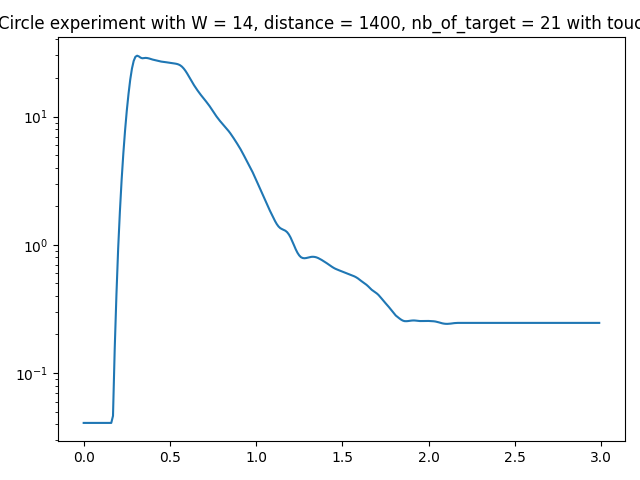 Circle experiment with W = 14, distance = 1400, nb_of_target = 21 with
10¹
10⁰
10⁻¹
0.0 0.5 1.0 1.5 2.0 2.5 3.0